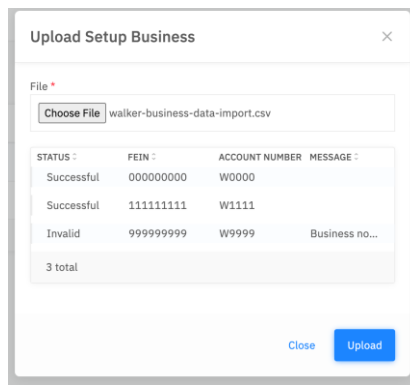 Upload Setup Business
File *
Choose File walker-business-data-import.csv
STATUS FEIN ACCOUNT NUMBER MESSAGE
Successful 000000000 W0000
Successful 111111111 W1111
Invalid 999999999 W9999 Business no...
3 total
Close Upload